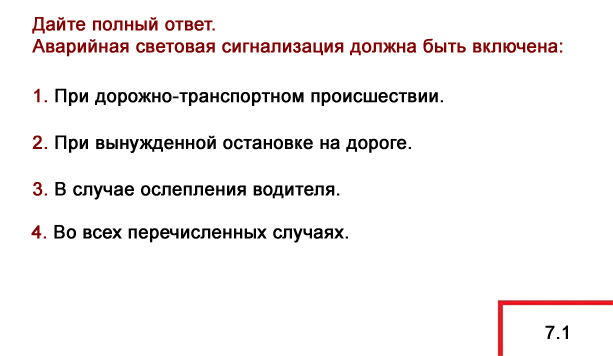 Дайте полный ответ.
Аварийная световая сигнализация должна быть включена:
1. При дорожно-транспортном происшествии.
2. При вынужденной остановке на дороге.
3. В случае ослепления водителя.
4. Во всех перечисленных случаях.
7.1